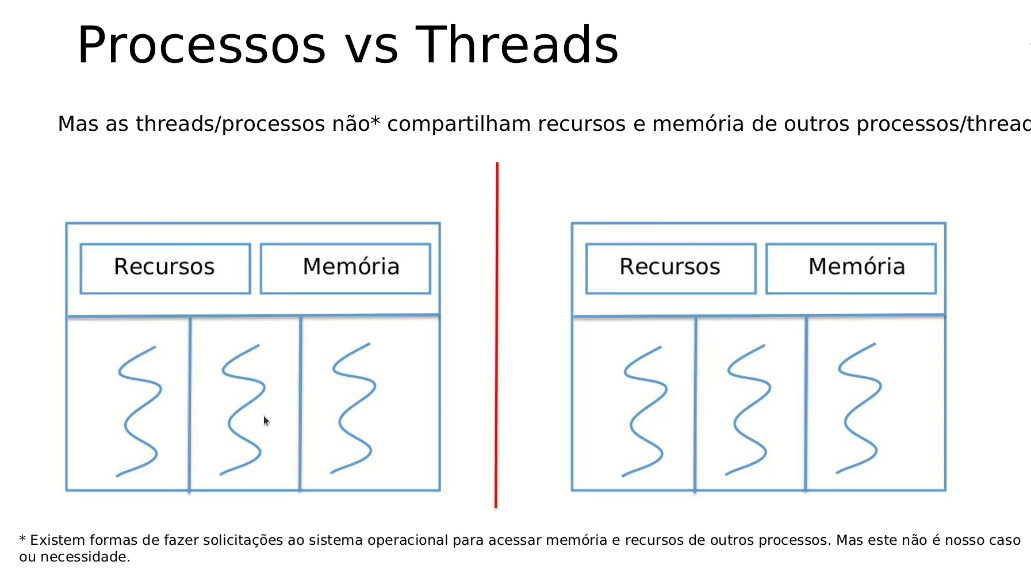 Processos vs Threads
Mas as threads/processos não* compartilham recursos e memória de outros processos/thread
Recursos Memória Recursos Memória
* Existem formas de fazer solicitações ao sistema operacional para acessar memória e recursos de outros processos. Mas este não é nosso caso
ou necessidade.